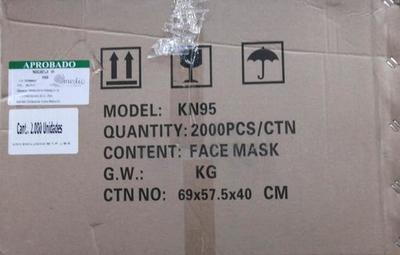 APROBADO
medic
Cant. 2.000 Unidades
MODEL: KN95
QUANTITY: 2000PCS/CTN
CONTENT: FACE MASK
G.W.: KG
CTN NO: 69x57.5x40 CM